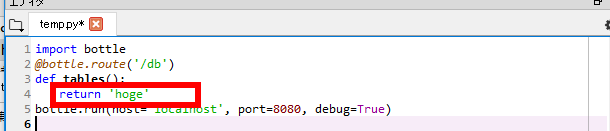 エディタ
temp.py*
1 import bottle
2 @bottle.route('/db')
3 def tables():
4     return 'hoge'
5 bottle.run(host='localhost', port=8080, debug=True)
6